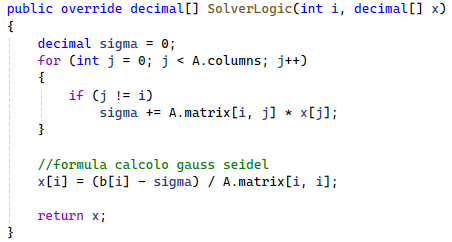 public override decimal[] SolverLogic(int i, decimal[] x)
{
    decimal sigma = 0;
    for (int j = 0; j < A.columns; j++)
    {
        if (j != i)
            sigma += A.matrix[i, j] * x[j];
    }

    //formula calcolo gauss seidel
    x[i] = (b[i] - sigma) / A.matrix[i, i];

    return x;
}